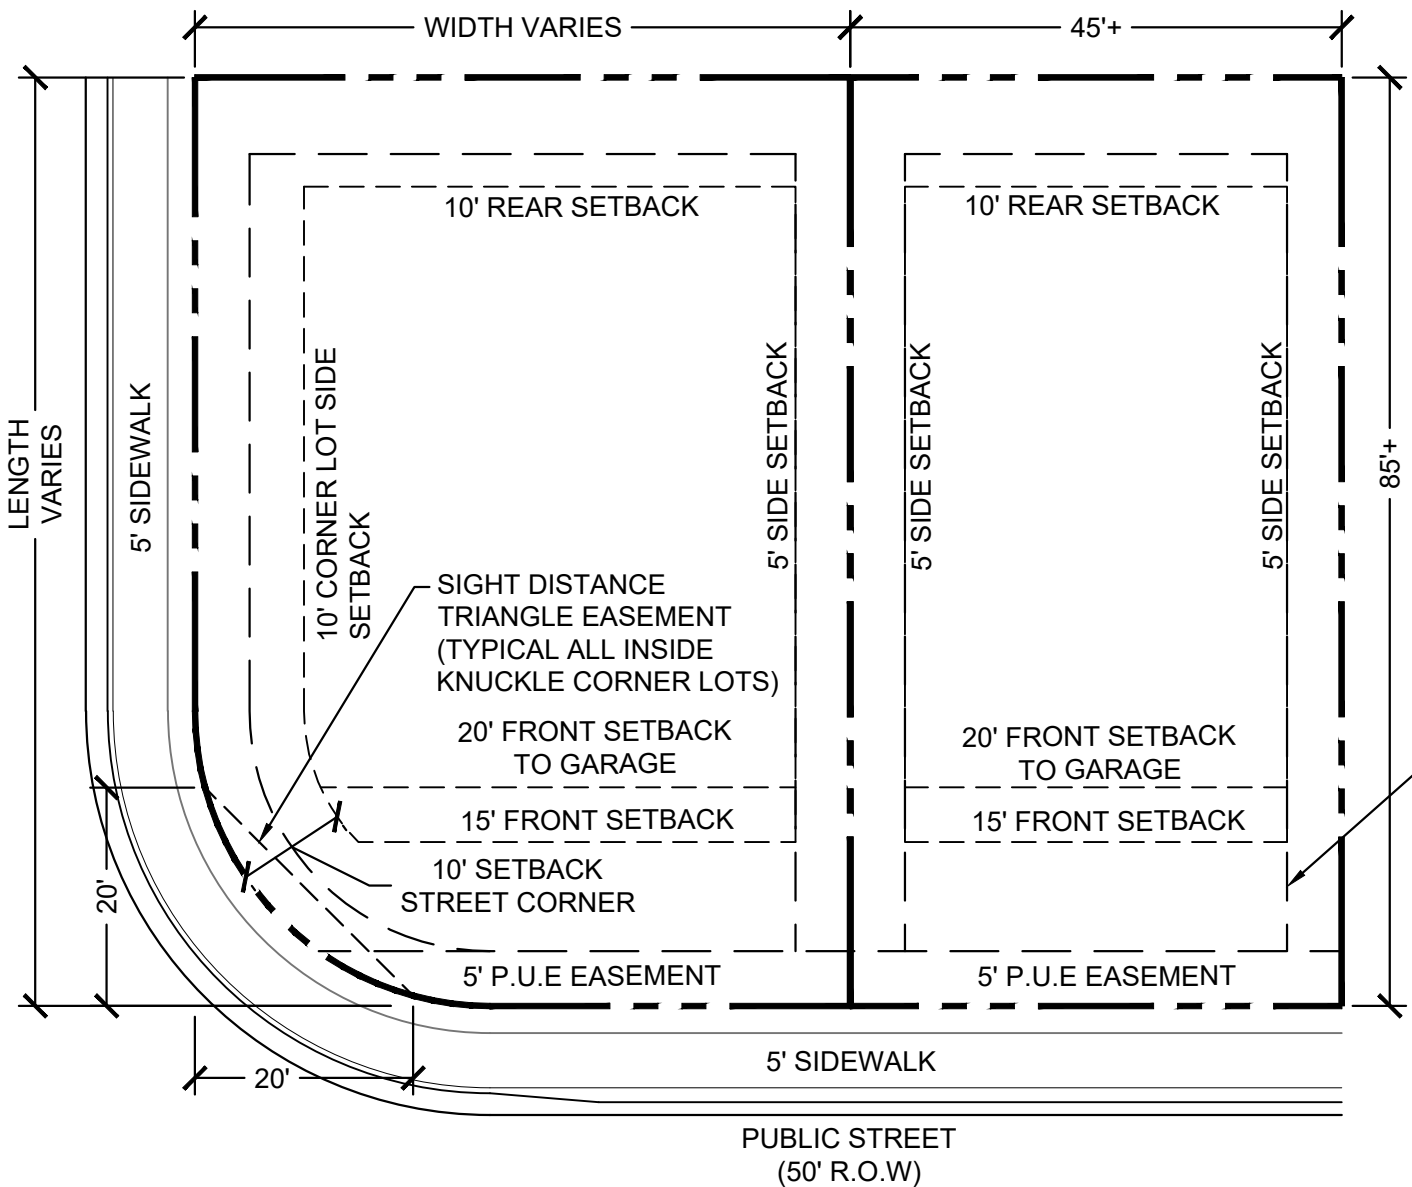 WIDTH VARIES
45'+
10' REAR SETBACK
10' REAR SETBACK
LENGTH
VARIES
5' SIDEWALK
10' CORNER LOT SIDE
SETBACK
5' SIDE SETBACK
5' SIDE SETBACK
5' SIDE SETBACK
85'+
SIGHT DISTANCE
TRIANGLE EASEMENT
(TYPICAL ALL INSIDE
KNUCKLE CORNER LOTS)
20' FRONT SETBACK
TO GARAGE
20' FRONT SETBACK
TO GARAGE
15' FRONT SETBACK
15' FRONT SETBACK
10' SETBACK
STREET CORNER
20'
5' P.U.E EASEMENT
5' P.U.E EASEMENT
20'
5' SIDEWALK
PUBLIC STREET
(50' R.O.W)